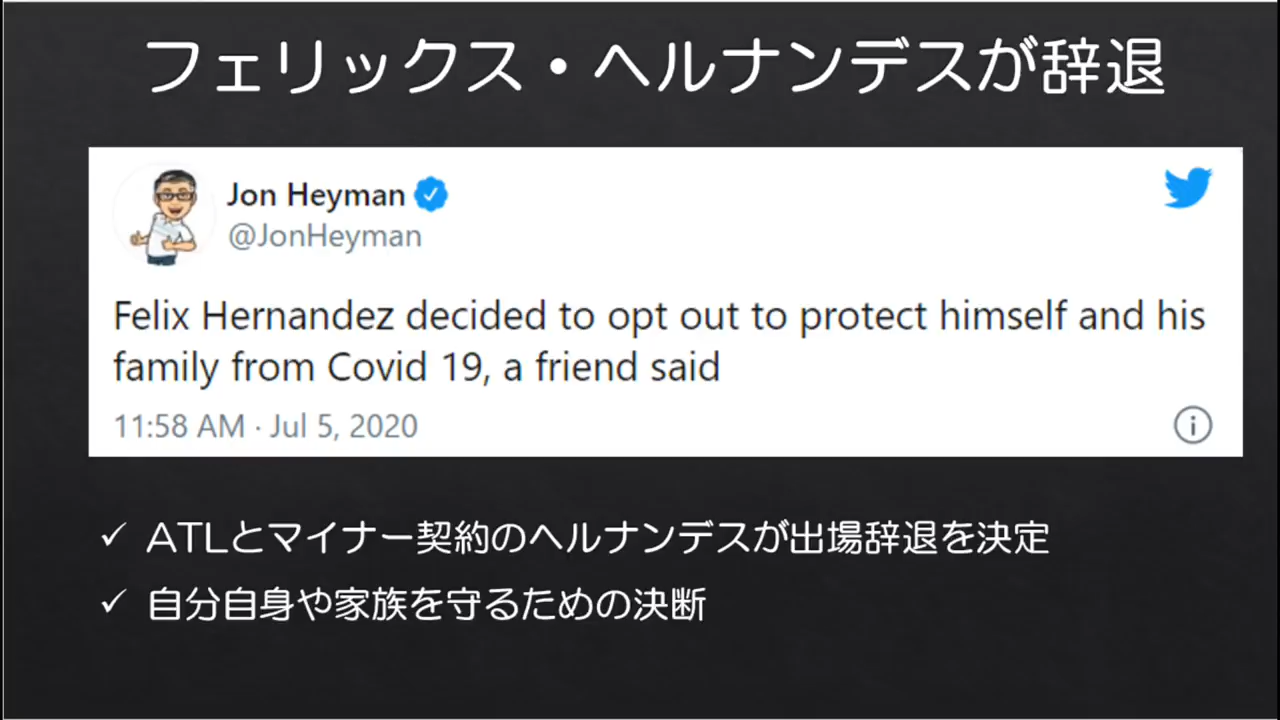 フェリックス・ヘルナンデスが辞退
Jon Heyman
@JonHeyman
Felix Hernandez decided to opt out to protect himself and his
family from Covid 19, a friend said
11:58 AM · Jul 5, 2020
✓ ATLとマイナー契約のヘルナンデスが出場辞退を決定
✓ 自分自身や家族を守るための決断